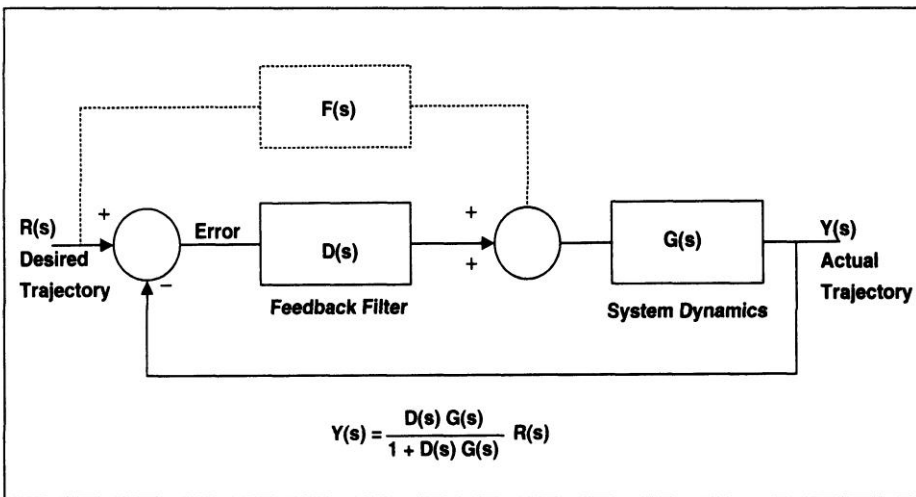 F(s)
R(s)
Desired
Trajectory
+
−
Error
D(s)
Feedback Filter
+
+
G(s)
System Dynamics
Y(s)
Actual
Trajectory
Y(s) = D(s) G(s) / 1 + D(s) G(s) R(s)